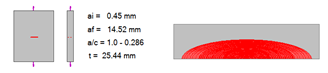 ai = 0.45 mm
af = 14.52 mm
a/c = 1.0 - 0.286
t = 25.44 mm